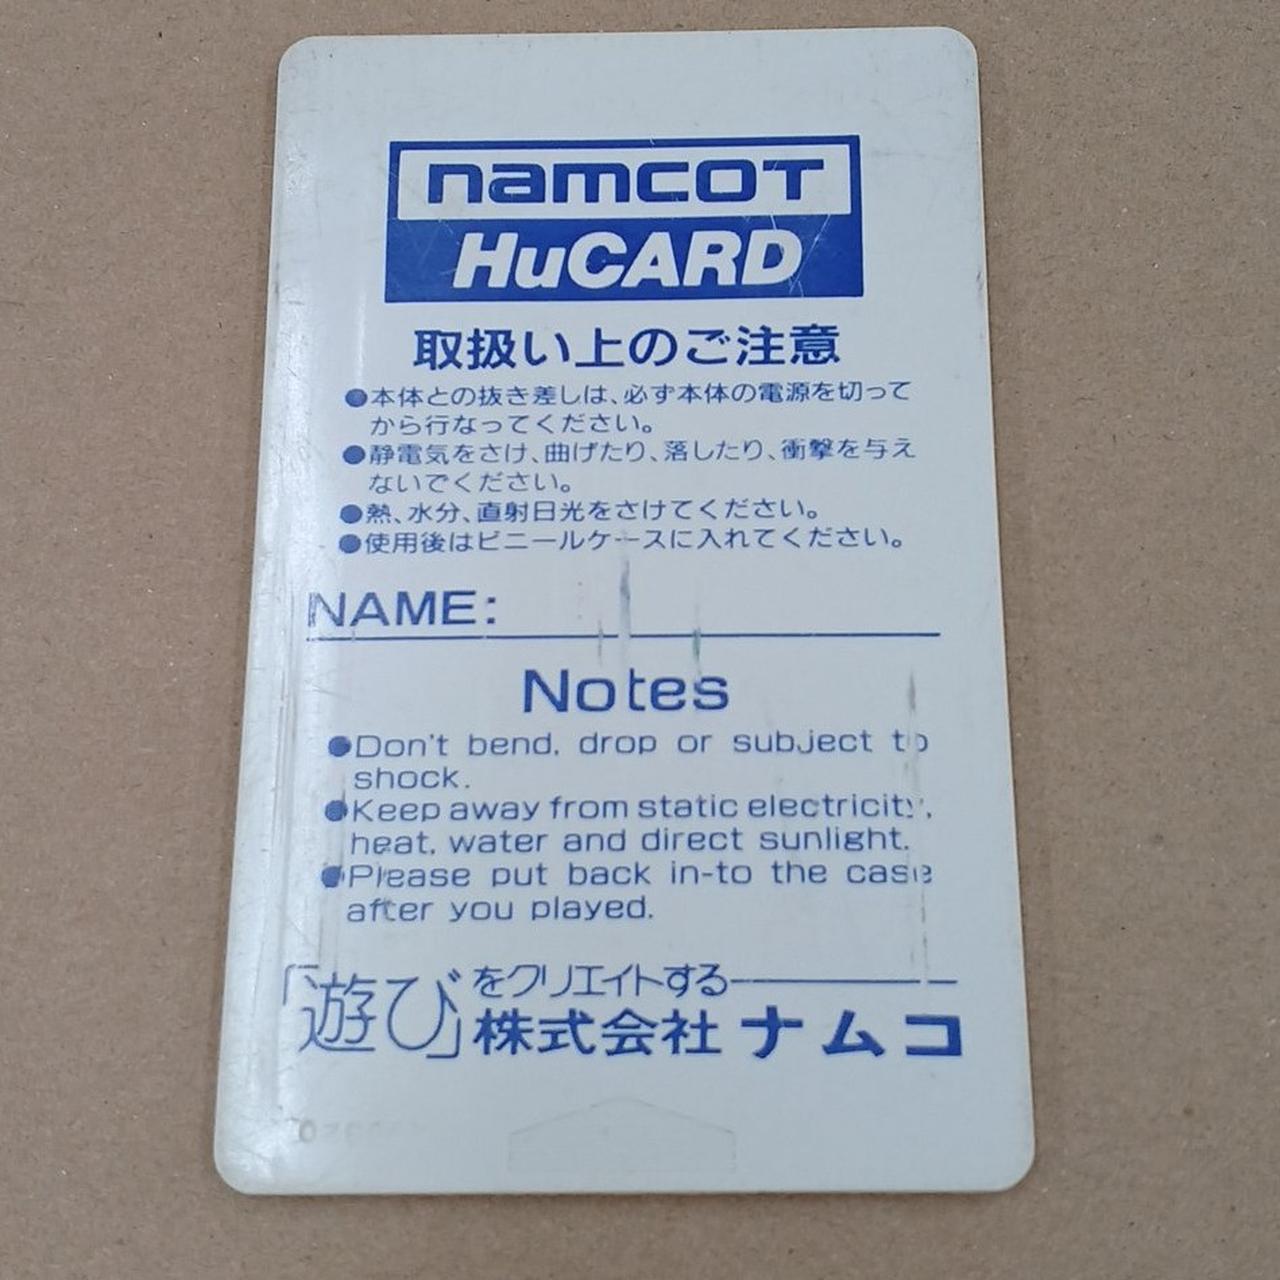 namcoT
HuCARD
取扱い上のご注意
●本体との抜き差しは、必ず本体の電源を切って
から行なってください。
●静電気をさけ、曲げたり、落したり、衝撃を与え
ないでください。
●熱、水分、直射日光をさけてください。
●使用後はビニールケースに入れてください。
NAME:
Notes
●Don't bend, drop or subject to
shock.
●Keep away from static electricity,
heat, water and direct sunlight.
●Please put back in-to the case
after you played.
「遊び」をクリエイトする
株式会社ナムコ